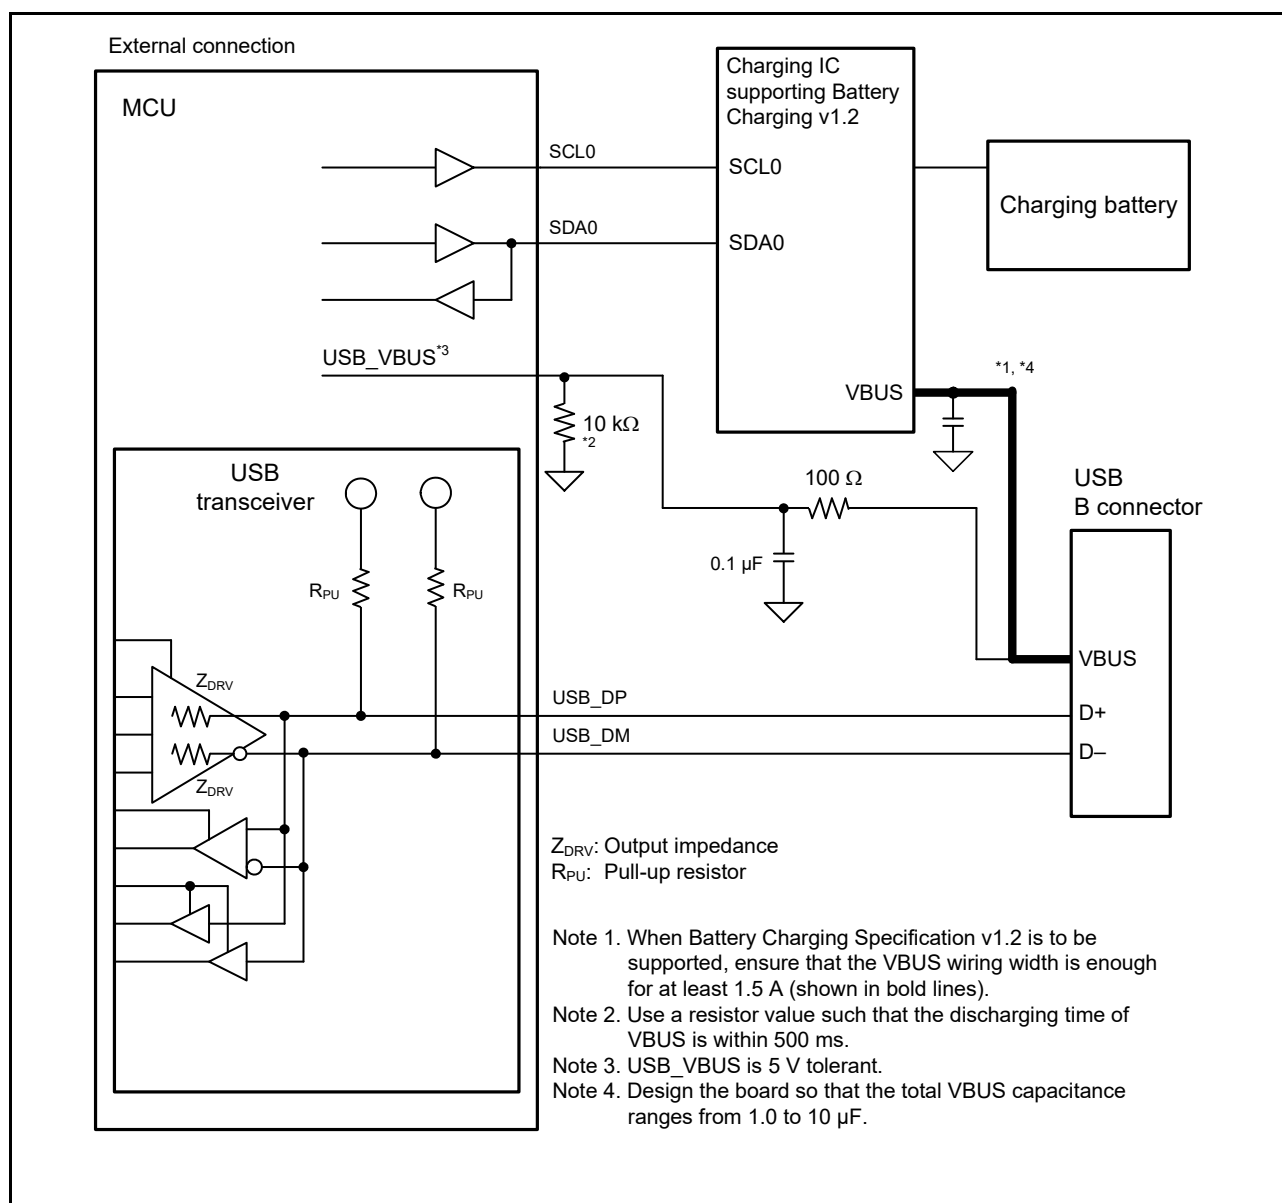 External connection
MCU
Charging IC
supporting Battery
Charging v1.2
SCL0
SCL0
SDA0
SDA0
Charging battery
USB_VBUS*3
VBUS
*1, *4
10 kΩ
*2
USB
transceiver
100 Ω
0.1 µF
USB
B connector
RPU
RPU
VBUS
ZDRV
USB_DP
D+
USB_DM
D–
ZDRV
ZDRV: Output impedance
RPU: Pull-up resistor
Note 1. When Battery Charging Specification v1.2 is to be
supported, ensure that the VBUS wiring width is enough
for at least 1.5 A (shown in bold lines).
Note 2. Use a resistor value such that the discharging time of
VBUS is within 500 ms.
Note 3. USB_VBUS is 5 V tolerant.
Note 4. Design the board so that the total VBUS capacitance
ranges from 1.0 to 10 µF.